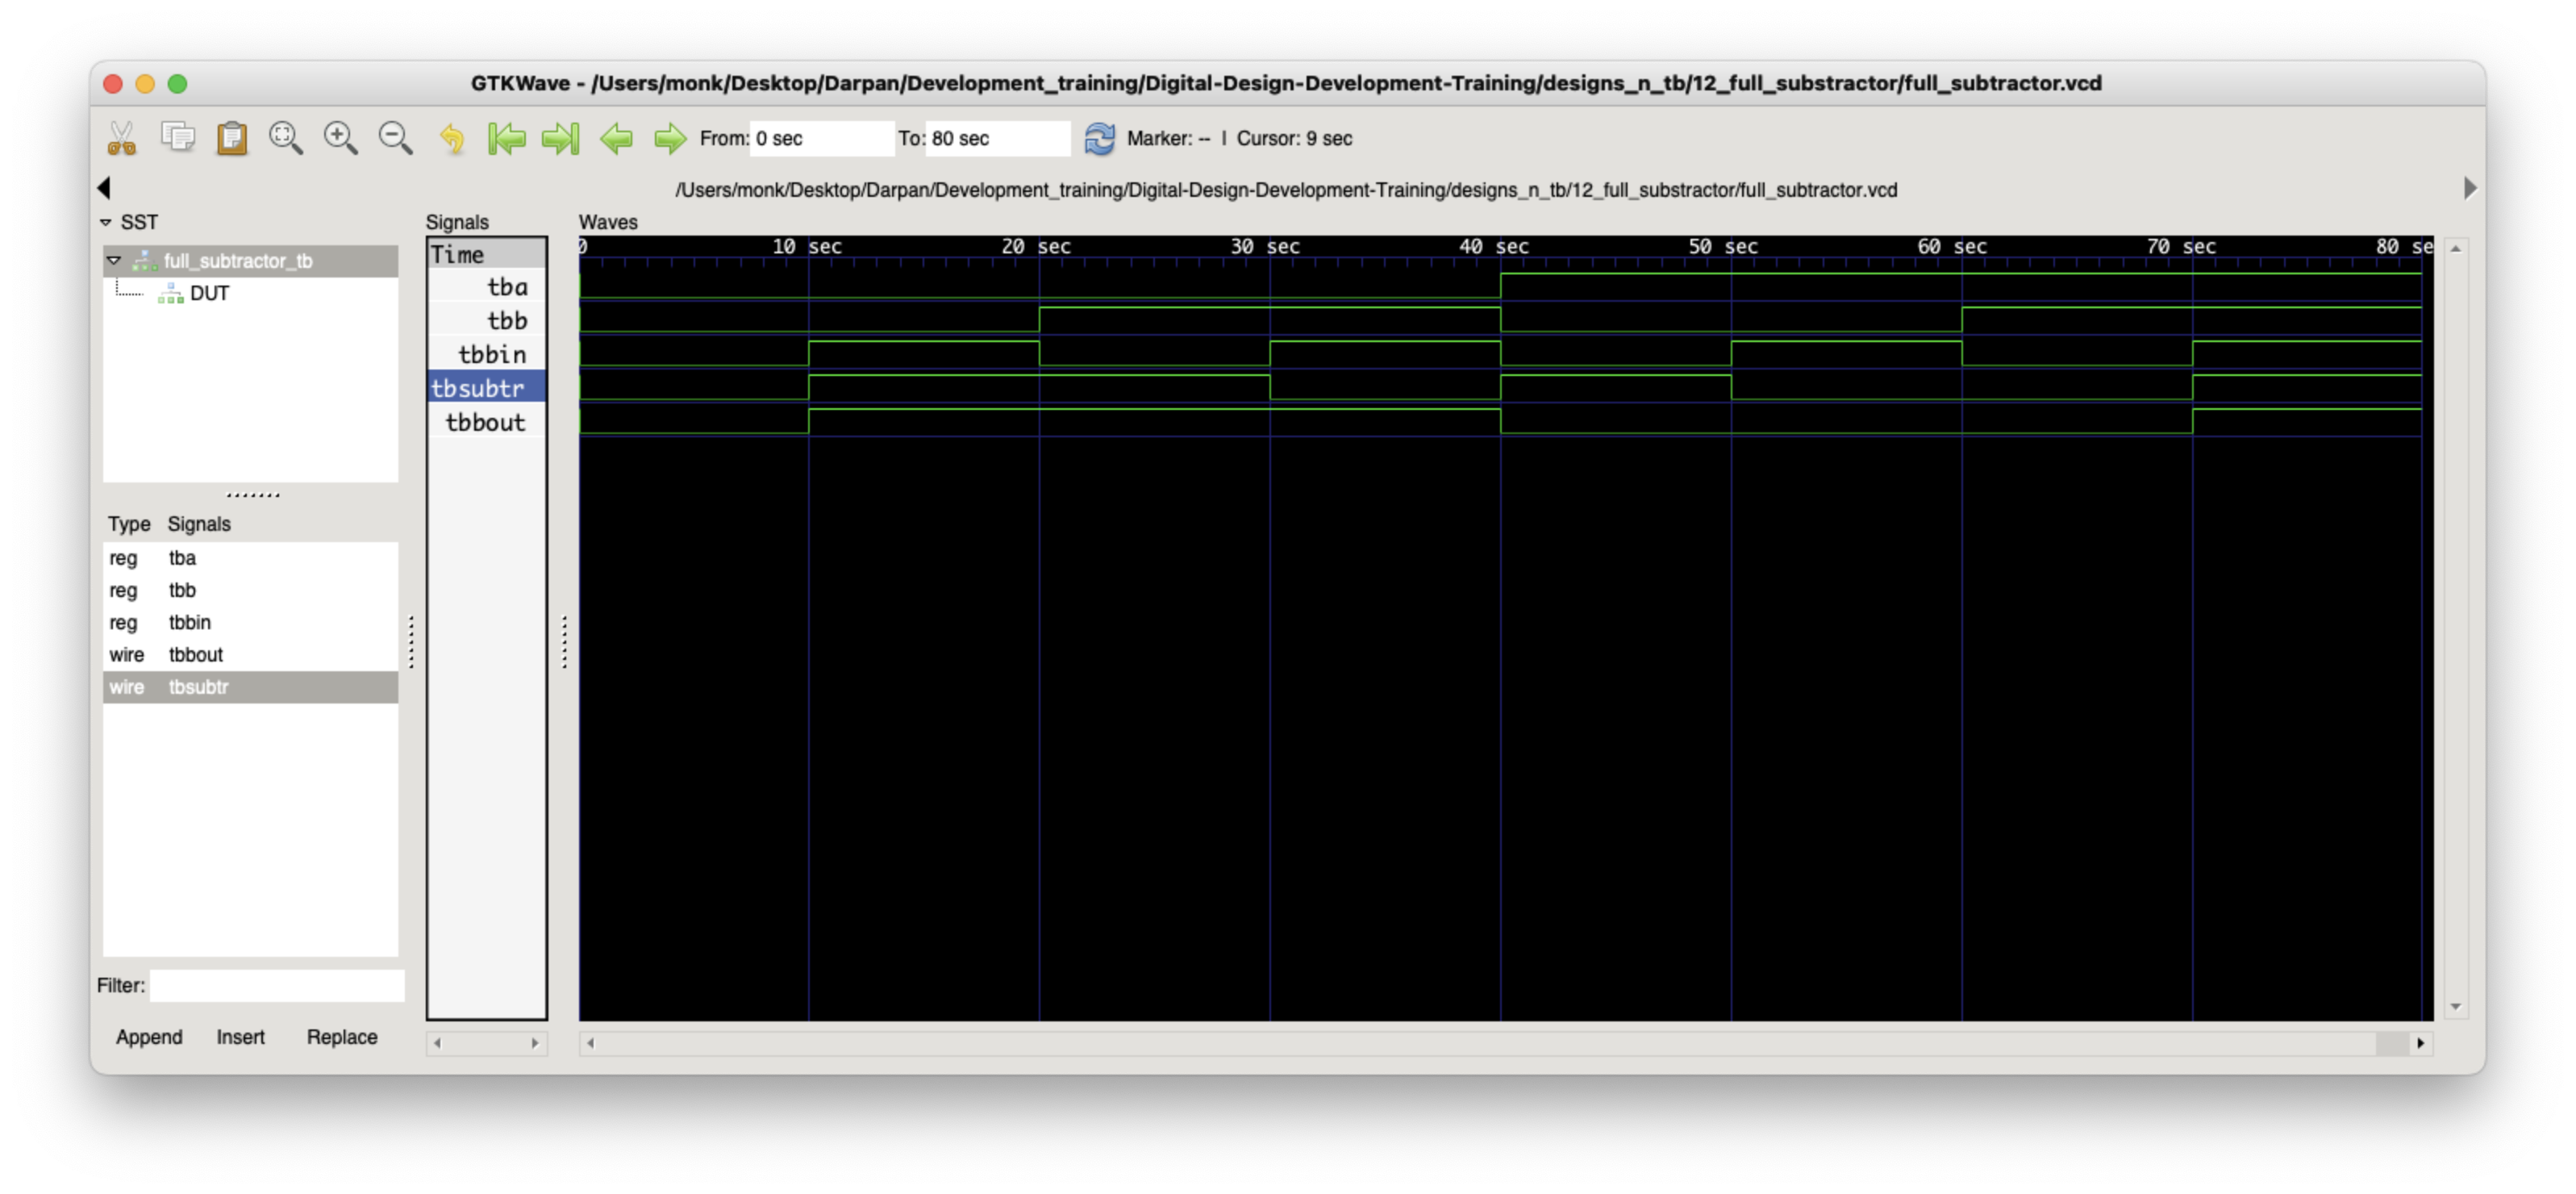 GTKWave - /Users/monk/Desktop/Darpan/Development_training/Digital-Design-Development-Training/designs_n_tb/12_full_substractor/full_subtractor.vcd
From: 0 sec To: 80 sec Marker: -- | Cursor: 9 sec
/Users/monk/Desktop/Darpan/Development_training/Digital-Design-Development-Training/designs_n_tb/12_full_substractor/full_subtractor.vcd
SST
full_subtractor_tb
DUT
Type Signals
reg tba
reg tbb
reg tbbin
wire tbbout
wire tbsubtr
Filter:
Append Insert Replace
Signals
Time
tba
tbb
tbbin
tbsubtr
tbbout
Waves
0 10 sec 20 sec 30 sec 40 sec 50 sec 60 sec 70 sec 80 se